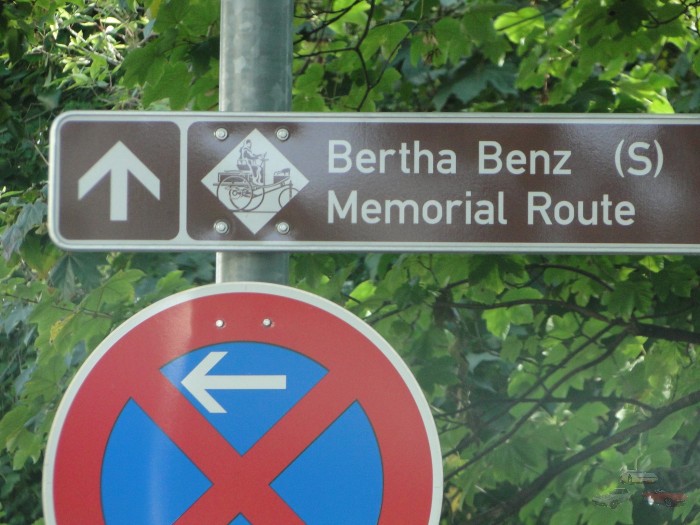 Bertha Benz (S)
Memorial Route